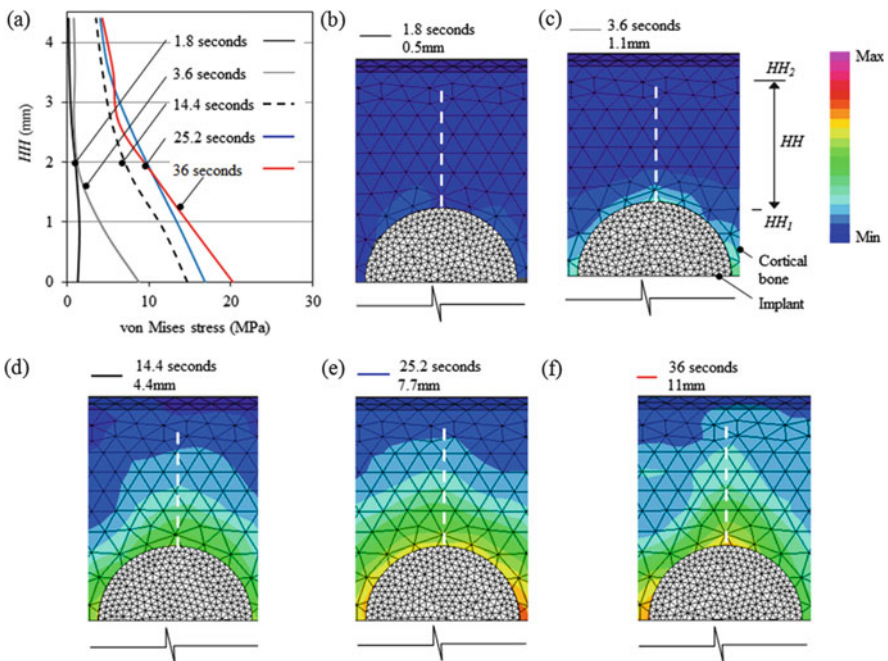 (a)
HH (mm)
4
3
2
1
0
0
10
20
30
von Mises stress (MPa)
1.8 seconds
3.6 seconds
14.4 seconds
25.2 seconds
36 seconds
(b)
1.8 seconds
0.5mm
(c)
3.6 seconds
1.1mm
HH2
HH
HH1
Cortical
bone
Implant
Max
Min
(d)
14.4 seconds
4.4mm
(e)
25.2 seconds
7.7mm
(f)
36 seconds
11mm